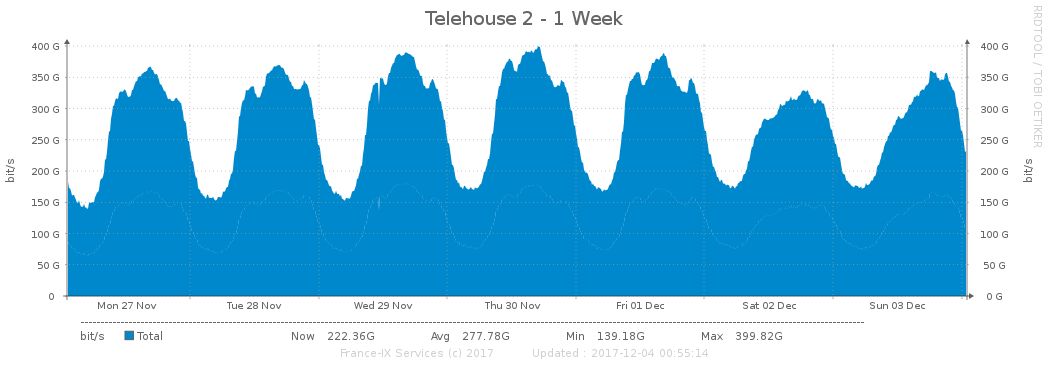 Telehouse 2 - 1 Week
RRDTOOL / TOBI OETIKER
bit/s
400 G 400 G
350 G 350 G
300 G 300 G
250 G 250 G
200 G 200 G
150 G 150 G
100 G 100 G
50 G 50 G
0 0 G
bit/s
Mon 27 Nov Tue 28 Nov Wed 29 Nov Thu 30 Nov Fri 01 Dec Sat 02 Dec Sun 03 Dec
bit/s Total Now 222.36G Avg 277.78G Min 139.18G Max 399.82G
France-IX Services (c) 2017 Updated : 2017-12-04 00:55:14